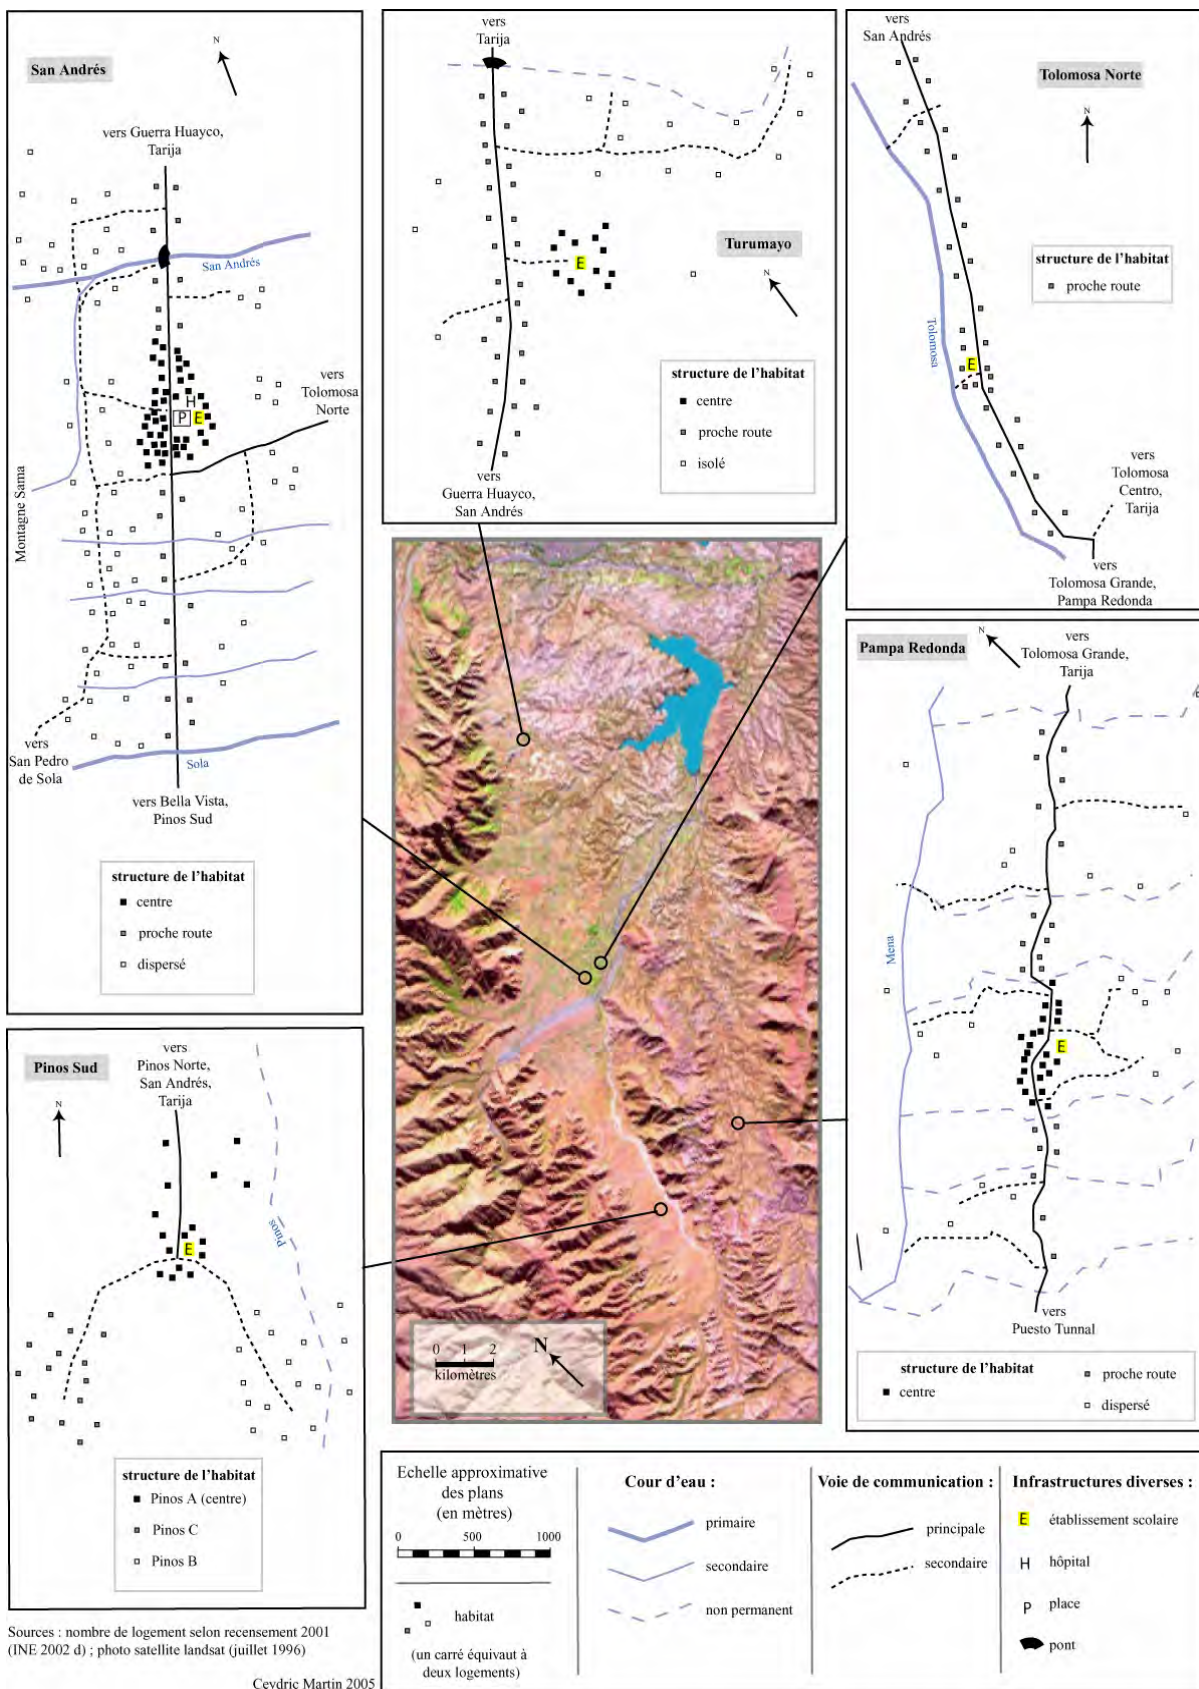 San Andrés
N
vers Guerra Huayco,
Tarija
San Andrés
H
P
E
vers
Tolomosa
Norte
Montagne Sama
vers
San Pedro
de Sola
Sola
vers Bella Vista,
Pinos Sud
structure de l'habitat
centre
proche route
dispersé
vers
Tarija
E
Turumayo
N
structure de l'habitat
centre
proche route
isolé
vers
Guerra Huayco,
San Andrés
vers
San Andrés
Tolomosa Norte
N
structure de l'habitat
proche route
Tolomosa
E
vers
Tolomosa
Centro,
Tarija
vers
Tolomosa Grande,
Pampa Redonda
Pampa Redonda
N
vers
Tolomosa Grande,
Tarija
Mena
E
vers
Puesto Tunnal
structure de l'habitat
centre
proche route
dispersé
Pinos Sud
N
vers
Pinos Norte,
San Andrés,
Tarija
Pinos
E
structure de l'habitat
Pinos A (centre)
Pinos C
Pinos B
0 1 2
kilomètres
N
Echelle approximative
des plans
(en mètres)
0 500 1000
habitat
(un carré équivaut à
deux logements)
Cour d'eau :
primaire
secondaire
non permanent
Voie de communication :
principale
secondaire
Infrastructures diverses :
E établissement scolaire
H hôpital
P place
pont
Sources : nombre de logement selon recensement 2001
(INE 2002 d) ; photo satellite landsat (juillet 1996)
Ceydric Martin 2005